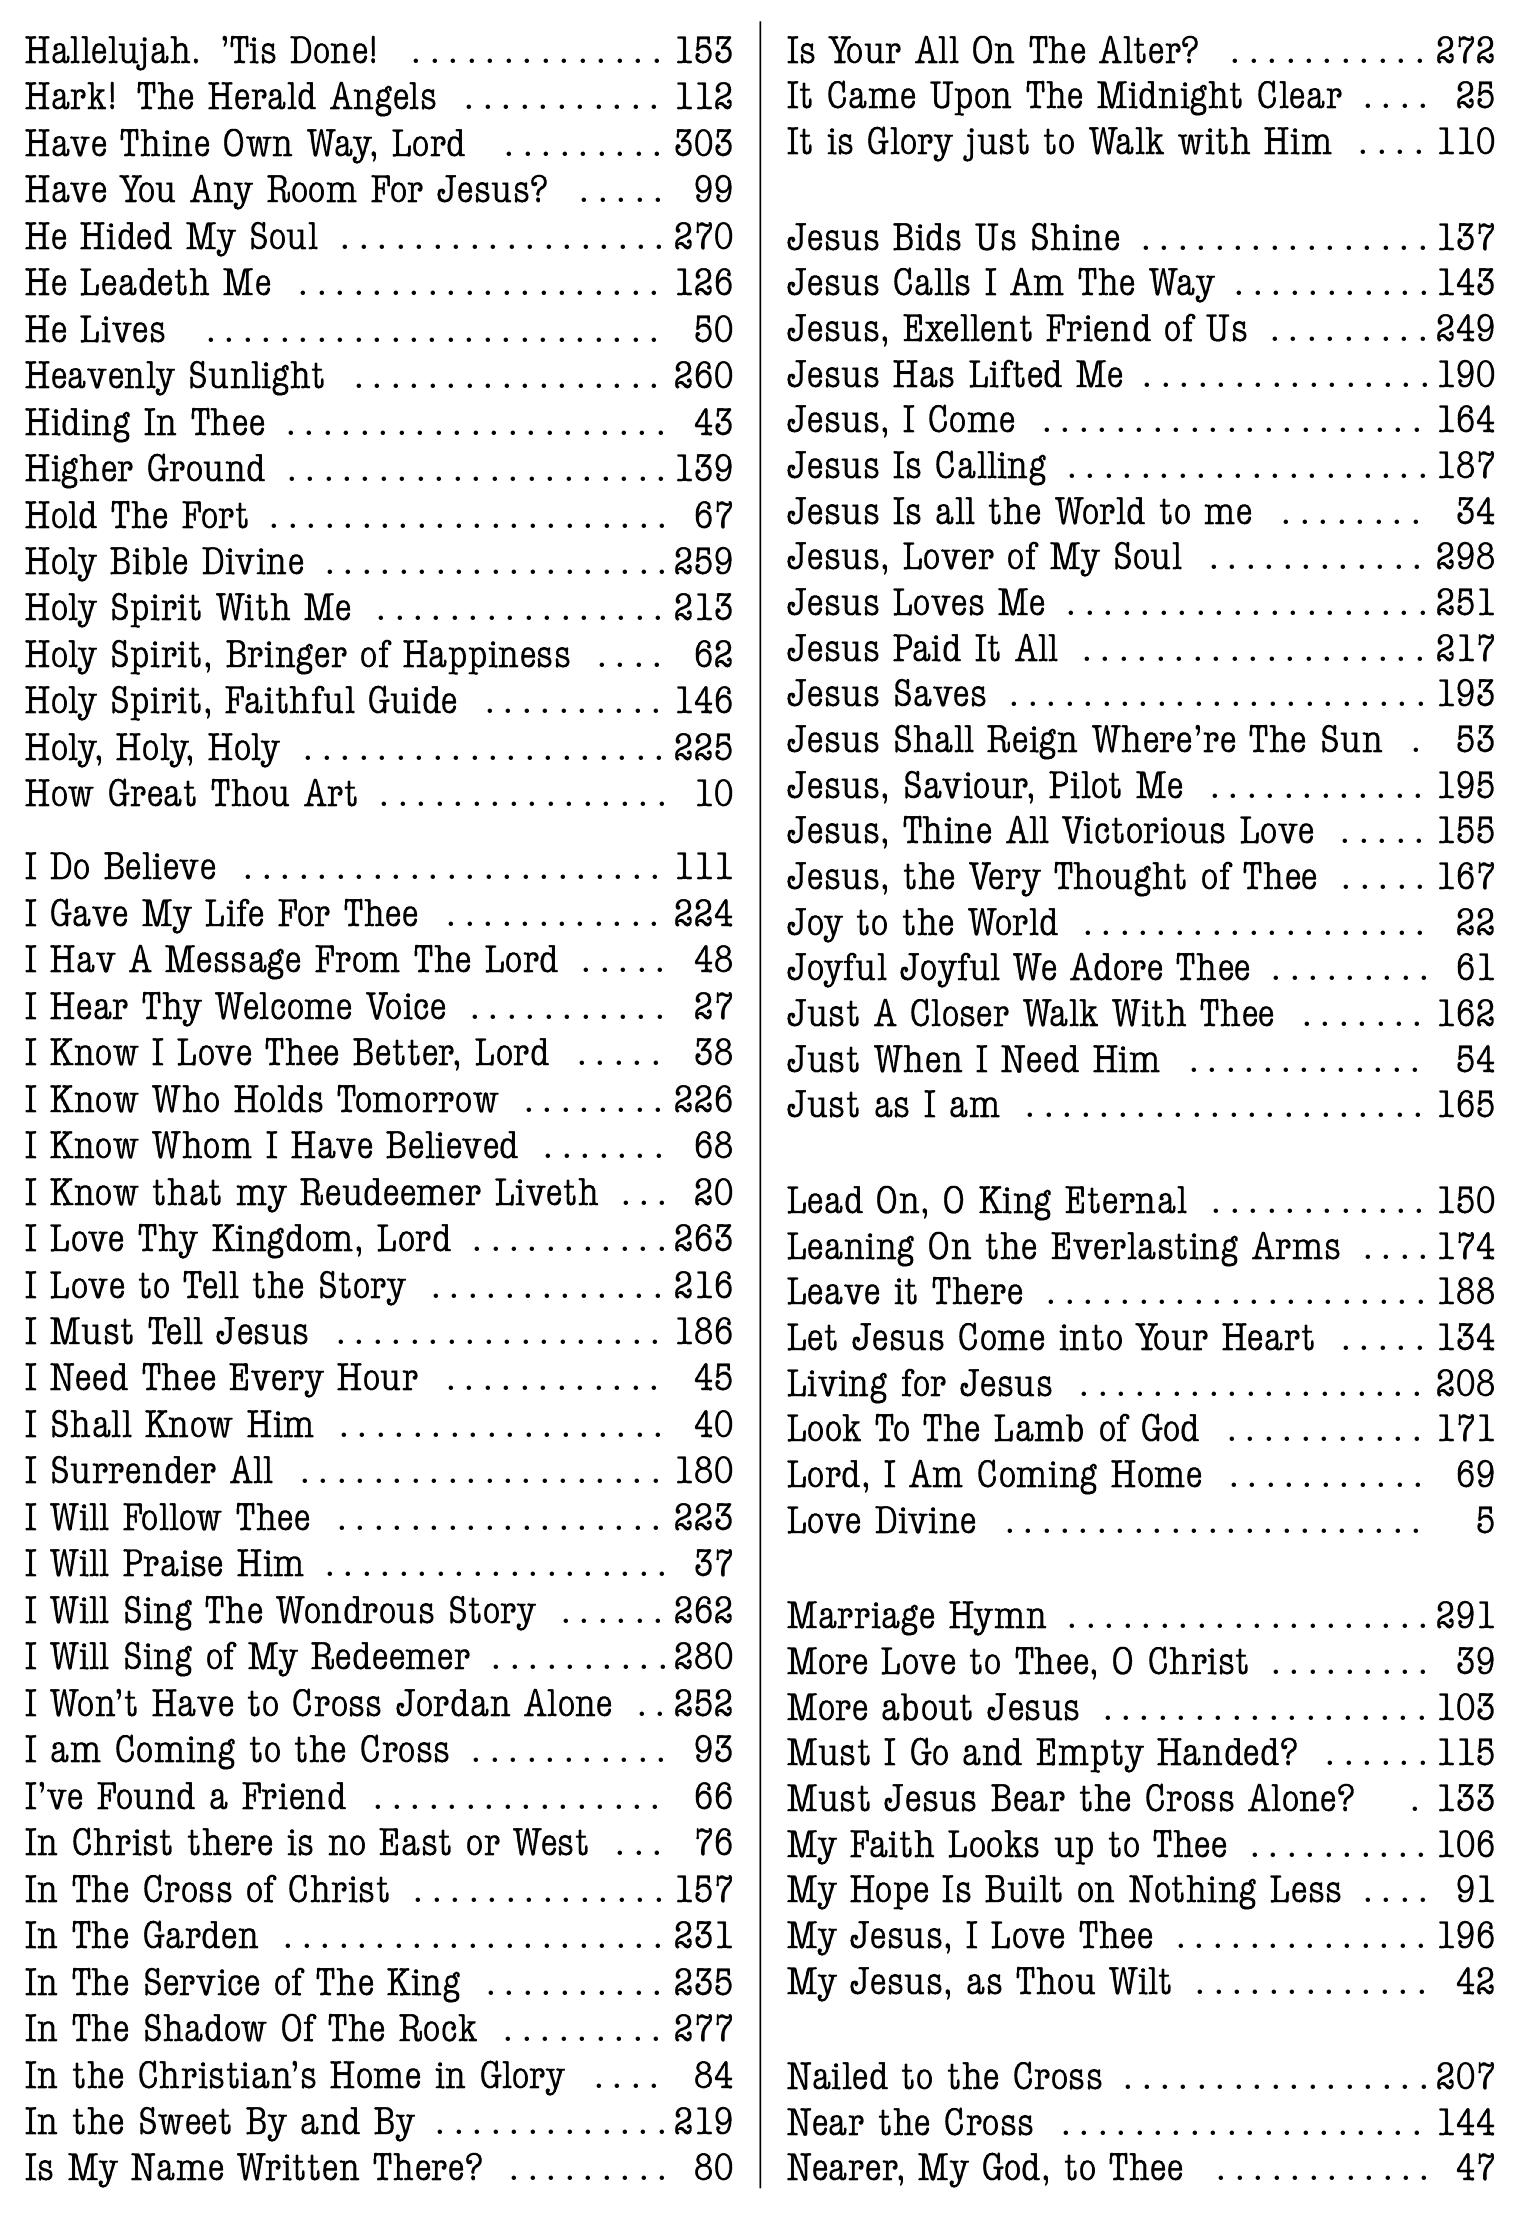 Hallelujah. 'Tis Done! . . . . . . . . . . . . . . 153
Hark! The Herald Angels . . . . . . . . . . . 112
Have Thine Own Way, Lord . . . . . . . . . 303
Have You Any Room For Jesus? . . . . . 99
He Hided My Soul . . . . . . . . . . . . . . . . . . 270
He Leadeth Me . . . . . . . . . . . . . . . . . . . . 126
He Lives . . . . . . . . . . . . . . . . . . . . . . . . . 50
Heavenly Sunlight . . . . . . . . . . . . . . . . . 260
Hiding In Thee . . . . . . . . . . . . . . . . . . . . . 43
Higher Ground . . . . . . . . . . . . . . . . . . . . . 139
Hold The Fort . . . . . . . . . . . . . . . . . . . . . . 67
Holy Bible Divine . . . . . . . . . . . . . . . . . . . 259
Holy Spirit With Me . . . . . . . . . . . . . . . . 213
Holy Spirit, Bringer of Happiness . . . . 62
Holy Spirit, Faithful Guide . . . . . . . . . . 146
Holy, Holy, Holy . . . . . . . . . . . . . . . . . . . . 225
How Great Thou Art . . . . . . . . . . . . . . . . 10
I Do Believe . . . . . . . . . . . . . . . . . . . . . . . 111
I Gave My Life For Thee . . . . . . . . . . . . 224
I Hav A Message From The Lord . . . . . 48
I Hear Thy Welcome Voice . . . . . . . . . . . 27
I Know I Love Thee Better, Lord . . . . . 38
I Know Who Holds Tomorrow . . . . . . . . 226
I Know Whom I Have Believed . . . . . . . 68
I Know that my Reudeemer Liveth . . . 20
I Love Thy Kingdom, Lord . . . . . . . . . . . 263
I Love to Tell the Story . . . . . . . . . . . . . 216
I Must Tell Jesus . . . . . . . . . . . . . . . . . . 186
I Need Thee Every Hour . . . . . . . . . . . . 45
I Shall Know Him . . . . . . . . . . . . . . . . . . 40
I Surrender All . . . . . . . . . . . . . . . . . . . . 180
I Will Follow Thee . . . . . . . . . . . . . . . . . . 223
I Will Praise Him . . . . . . . . . . . . . . . . . . . 37
I Will Sing The Wondrous Story . . . . . . 262
I Will Sing of My Redeemer . . . . . . . . . . 280
I Won't Have to Cross Jordan Alone . . 252
I am Coming to the Cross . . . . . . . . . . . 93
I've Found a Friend . . . . . . . . . . . . . . . . 66
In Christ there is no East or West . . . 76
In The Cross of Christ . . . . . . . . . . . . . . 157
In The Garden . . . . . . . . . . . . . . . . . . . . . 231
In The Service of The King . . . . . . . . . . 235
In The Shadow Of The Rock . . . . . . . . . 277
In the Christian's Home in Glory . . . . 84
In the Sweet By and By . . . . . . . . . . . . . 219
Is My Name Written There? . . . . . . . . . 80
Is Your All On The Alter? . . . . . . . . . . . 272
It Came Upon The Midnight Clear . . . . 25
It is Glory just to Walk with Him . . . . 110
Jesus Bids Us Shine . . . . . . . . . . . . . . . . 137
Jesus Calls I Am The Way . . . . . . . . . . . 143
Jesus, Exellent Friend of Us . . . . . . . . . 249
Jesus Has Lifted Me . . . . . . . . . . . . . . . . 190
Jesus, I Come . . . . . . . . . . . . . . . . . . . . . 164
Jesus Is Calling . . . . . . . . . . . . . . . . . . . . 187
Jesus Is all the World to me . . . . . . . . 34
Jesus, Lover of My Soul . . . . . . . . . . . . 298
Jesus Loves Me . . . . . . . . . . . . . . . . . . . . 251
Jesus Paid It All . . . . . . . . . . . . . . . . . . . 217
Jesus Saves . . . . . . . . . . . . . . . . . . . . . . . 193
Jesus Shall Reign Where're The Sun . 53
Jesus, Saviour, Pilot Me . . . . . . . . . . . . 195
Jesus, Thine All Victorious Love . . . . . 155
Jesus, the Very Thought of Thee . . . . . 167
Joy to the World . . . . . . . . . . . . . . . . . . . 22
Joyful Joyful We Adore Thee . . . . . . . . . 61
Just A Closer Walk With Thee . . . . . . . 162
Just When I Need Him . . . . . . . . . . . . . 54
Just as I am . . . . . . . . . . . . . . . . . . . . . . 165
Lead On, O King Eternal . . . . . . . . . . . . 150
Leaning On the Everlasting Arms . . . . 174
Leave it There . . . . . . . . . . . . . . . . . . . . . 188
Let Jesus Come into Your Heart . . . . . 134
Living for Jesus . . . . . . . . . . . . . . . . . . . 208
Look To The Lamb of God . . . . . . . . . . . 171
Lord, I Am Coming Home . . . . . . . . . . . 69
Love Divine . . . . . . . . . . . . . . . . . . . . . . . 5
Marriage Hymn . . . . . . . . . . . . . . . . . . . . 291
More Love to Thee, O Christ . . . . . . . . . 39
More about Jesus . . . . . . . . . . . . . . . . . . 103
Must I Go and Empty Handed? . . . . . . 115
Must Jesus Bear the Cross Alone? . 133
My Faith Looks up to Thee . . . . . . . . . . 106
My Hope Is Built on Nothing Less . . . . 91
My Jesus, I Love Thee . . . . . . . . . . . . . . 196
My Jesus, as Thou Wilt . . . . . . . . . . . . . 42
Nailed to the Cross . . . . . . . . . . . . . . . . . 207
Near the Cross . . . . . . . . . . . . . . . . . . . . 144
Nearer, My God, to Thee . . . . . . . . . . . . 47